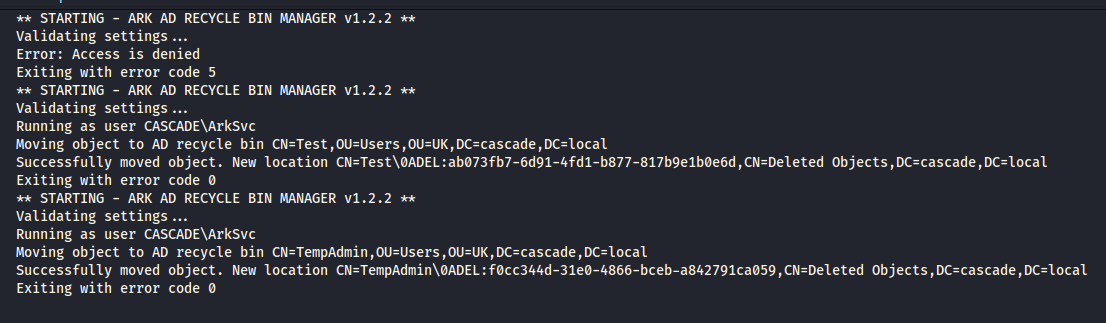 ** STARTING - ARK AD RECYCLE BIN MANAGER v1.2.2 **
Validating settings...
Error: Access is denied
Exiting with error code 5
** STARTING - ARK AD RECYCLE BIN MANAGER v1.2.2 **
Validating settings...
Running as user CASCADE\ArkSvc
Moving object to AD recycle bin CN=Test,OU=Users,OU=UK,DC=cascade,DC=local
Successfully moved object. New location CN=Test\0ADEL:ab073fb7-6d91-4fd1-b877-817b9e1b0e6d,CN=Deleted Objects,DC=cascade,DC=local
Exiting with error code 0
** STARTING - ARK AD RECYCLE BIN MANAGER v1.2.2 **
Validating settings...
Running as user CASCADE\ArkSvc
Moving object to AD recycle bin CN=TempAdmin,OU=Users,OU=UK,DC=cascade,DC=local
Successfully moved object. New location CN=TempAdmin\0ADEL:f0cc344d-31e0-4866-bceb-a842791ca059,CN=Deleted Objects,DC=cascade,DC=local
Exiting with error code 0